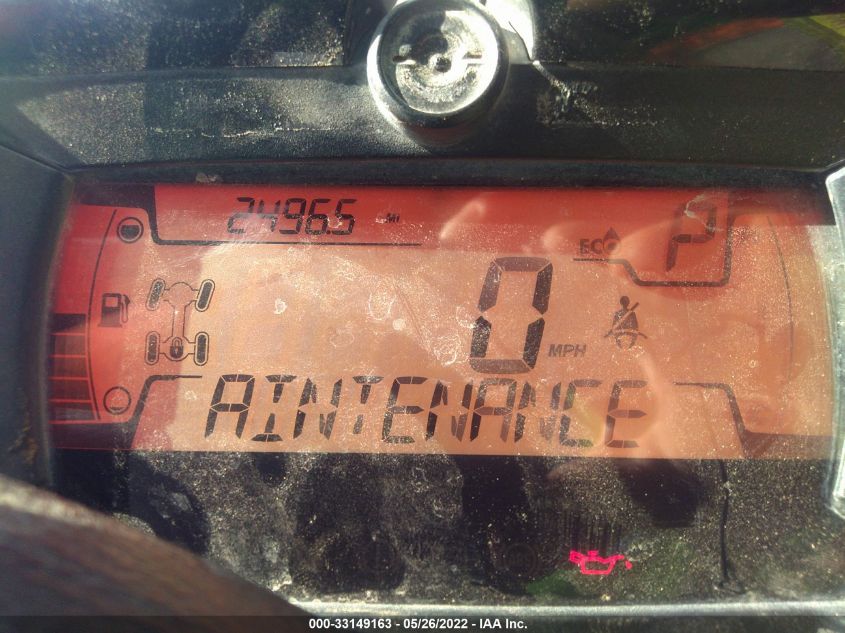 2496.5 MI
ECO P
0 MPH
AINTENANCE
000-33149163 - 05/26/2022 - IAA Inc.